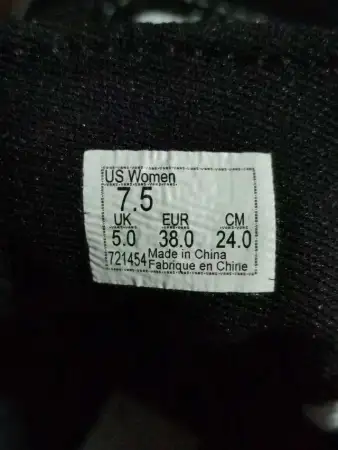 US Women
7.5
UK EUR CM
5.0 38.0 24.0
721454 Made in China
Fabrique en Chine